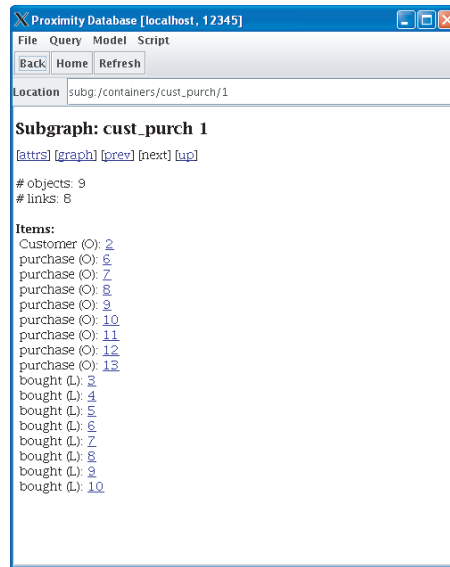 Proximity Database [localhost, 12345]
File Query Model Script
Back Home Refresh
Location subg:/containers/cust_purch/1
Subgraph: cust_purch 1
[attrs] [graph] [prev] [next] [up]
# objects: 9
# links: 8
Items:
Customer (O): 2
purchase (O): 6
purchase (O): 7
purchase (O): 8
purchase (O): 9
purchase (O): 10
purchase (O): 11
purchase (O): 12
purchase (O): 13
bought (L): 3
bought (L): 4
bought (L): 5
bought (L): 6
bought (L): 7
bought (L): 8
bought (L): 9
bought (L): 10